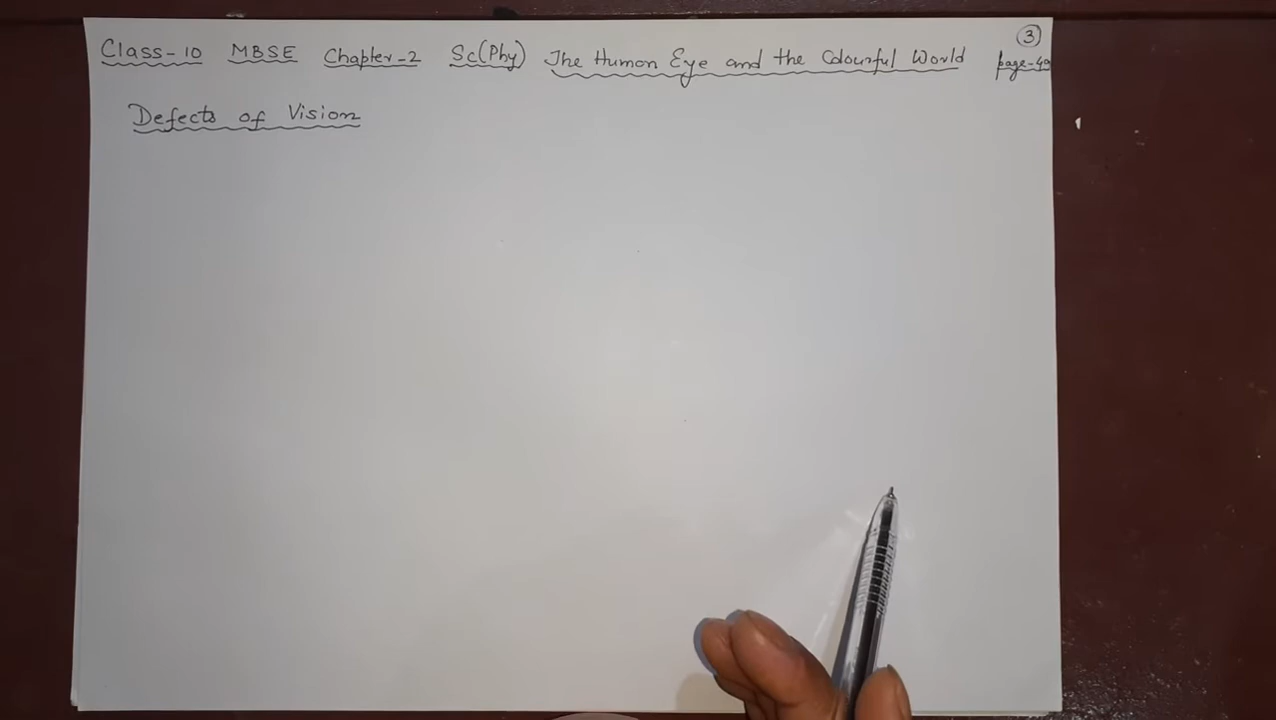 Class-10 MBSE Chapter-2 Sc(Phy) The Human Eye and the Colourful World page-49
3
Defects of Vision